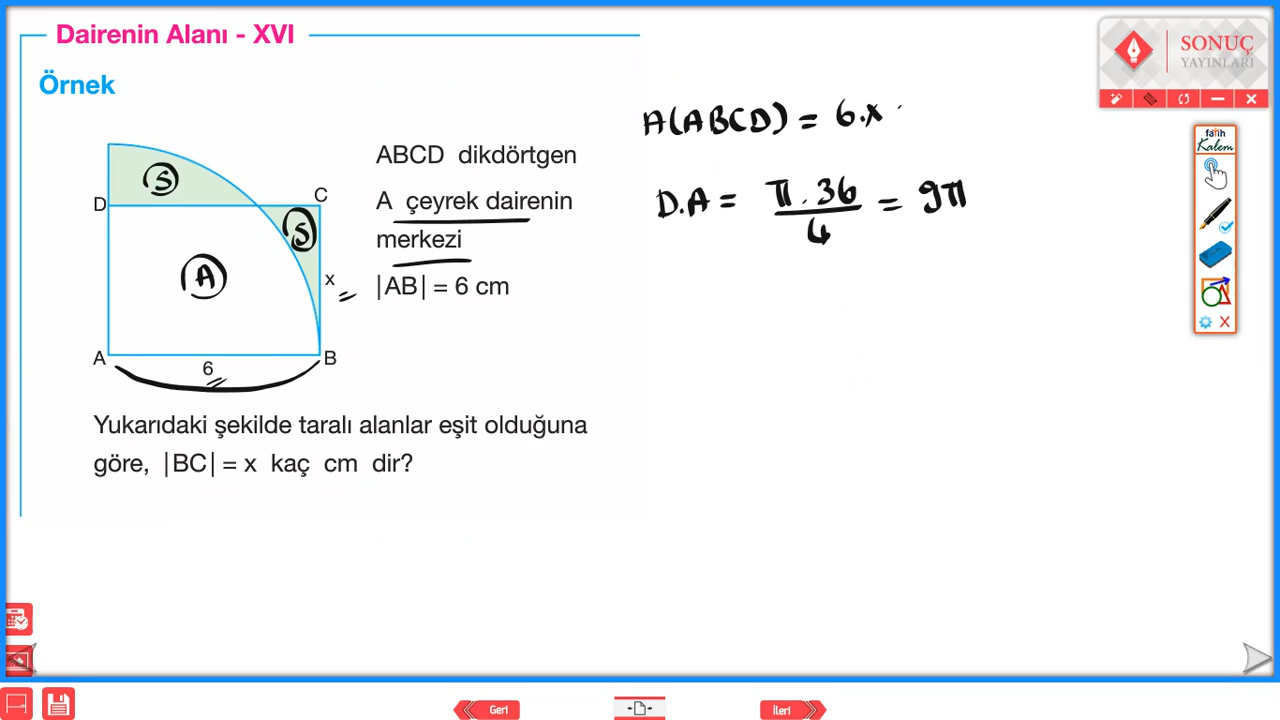 Dairenin Alanı - XVI
SONUÇ
YAYINLARI
Örnek
A(ABCD) = 6.x
fatih
Kalem
S
ABCD dikdörtgen
D
C
A çeyrek dairenin
D.A = π.36/4 = 9π
S
merkezi
A
x
|AB| = 6 cm
A
6
B
Yukarıdaki şekilde taralı alanlar eşit olduğuna
göre, |BC| = x kaç cm dir?
Geri
İleri